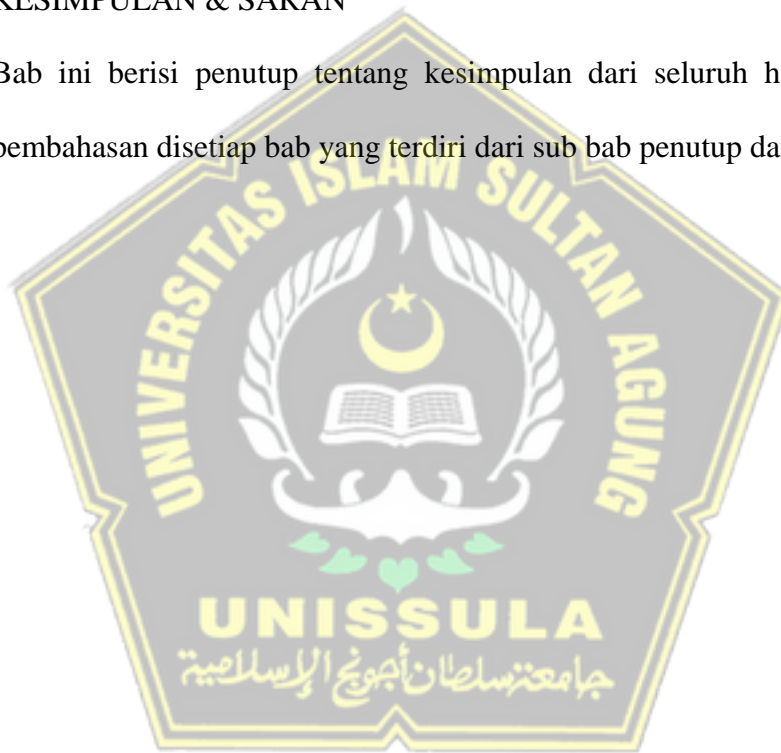 KESIMPULAN & SARAN
Bab ini berisi penutup tentang kesimpulan dari seluruh
pembahasan disetiap bab yang terdiri dari sub bab penutup
UNIVERSITAS ISLAM SULTAN AGUNG
UNISSULA
جامعة سلطان أجونج الإسلامية